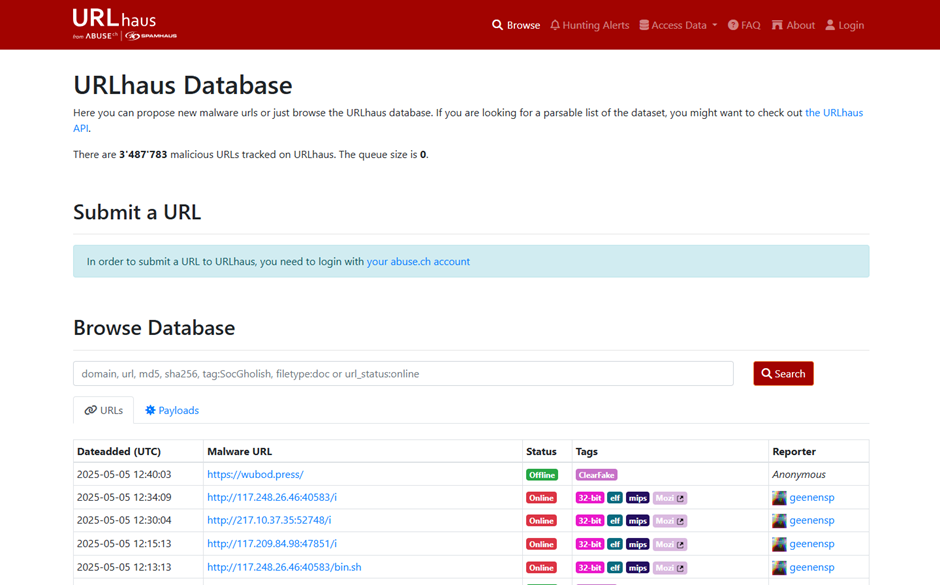 URLhaus
from ABUSE ch | SPAMHAUS
Browse Hunting Alerts Access Data FAQ About Login
URLhaus Database
Here you can propose new malware urls or just browse the URLhaus database. If you are looking for a parsable list of the dataset, you might want to check out the URLhaus
API.
There are 3'487'783 malicious URLs tracked on URLhaus. The queue size is 0.
Submit a URL
In order to submit a URL to URLhaus, you need to login with your abuse.ch account
Browse Database
domain, url, md5, sha256, tag:SocGholish, filetype:doc or url_status:online
Search
URLs Payloads
Dateadded (UTC) Malware URL Status Tags Reporter
2025-05-05 12:40:03 https://wubod.press/ Offline ClearFake Anonymous
2025-05-05 12:34:09 http://117.248.26.46:40583/i Online 32-bit elf mips Mozi geenensp
2025-05-05 12:30:04 http://217.10.37.35:52748/i Online 32-bit elf mips Mozi geenensp
2025-05-05 12:15:13 http://117.209.84.98:47851/i Online 32-bit elf mips Mozi geenensp
2025-05-05 12:13:13 http://117.248.26.46:40583/bin.sh Online 32-bit elf mips Mozi geenensp